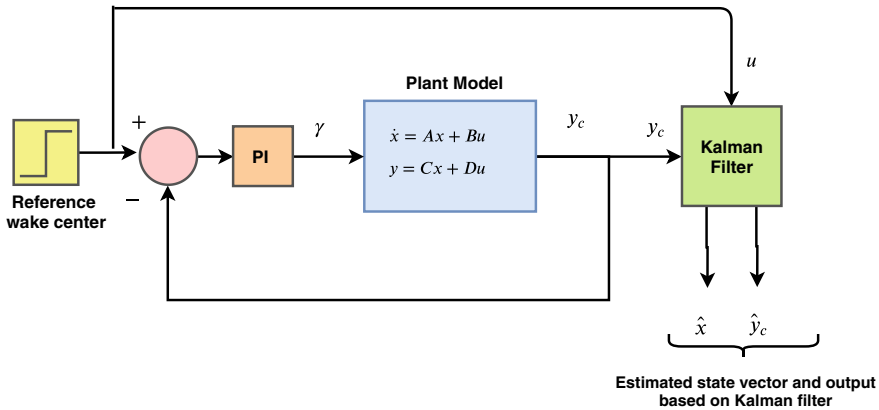 u
Plant Model
+
γ
ẋ = Ax + Bu
y = Cx + Du
y_c
y_c
PI
Kalman
Filter
Reference
wake center
−
x̂
ŷ_c
Estimated state vector and output
based on Kalman filter